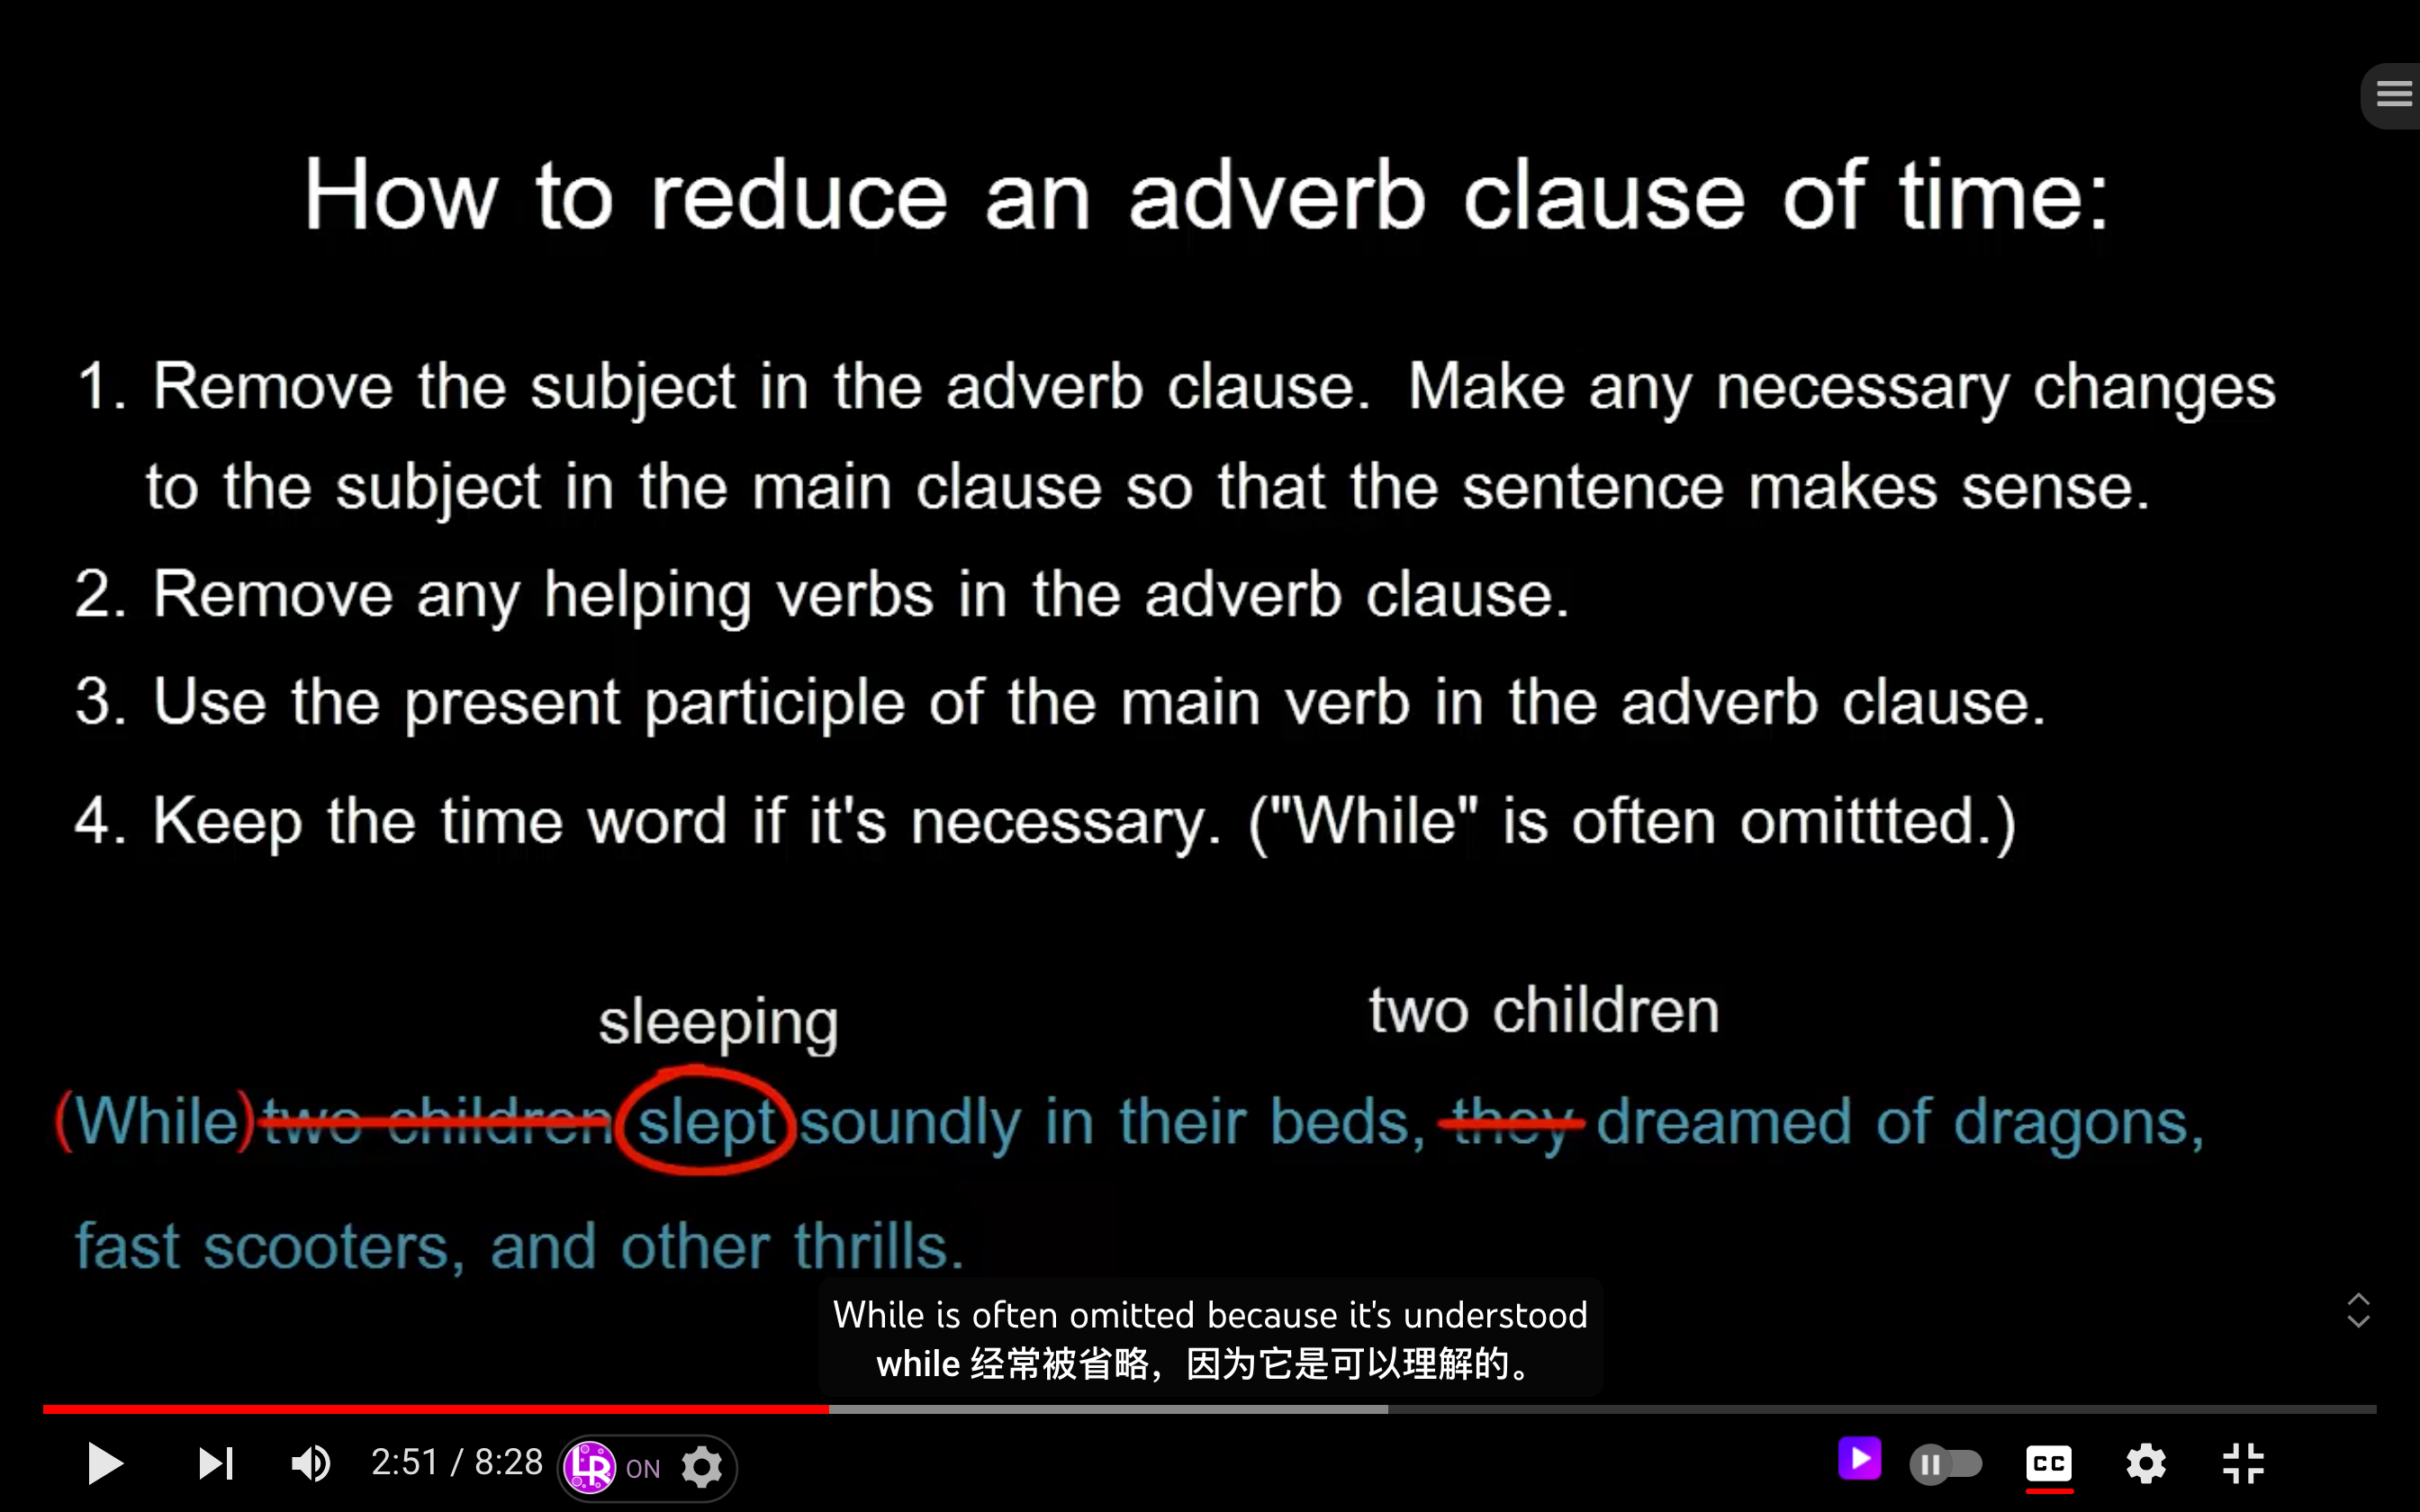 How to reduce an adverb clause of time:
1. Remove the subject in the adverb clause. Make any necessary changes
to the subject in the main clause so that the sentence makes sense.
2. Remove any helping verbs in the adverb clause.
3. Use the present participle of the main verb in the adverb clause.
4. Keep the time word if it's necessary. ("While" is often omittted.)
sleeping two children
(While) two children slept soundly in their beds, they dreamed of dragons,
fast scooters, and other thrills.
While is often omitted because it's understood
while 经常被省略，因为它是可以理解的。
2:51 / 8:28 LR ON CC